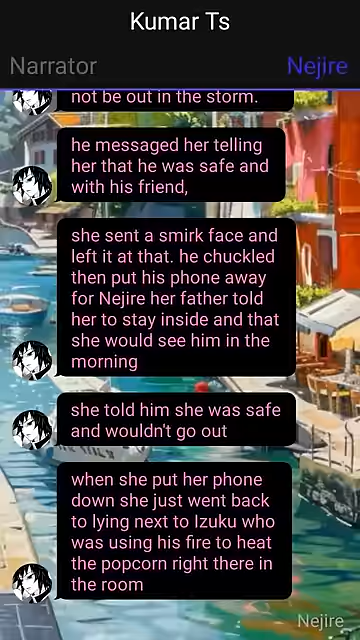 Kumar Ts
Narrator
Nejire
not be out in the storm.
he messaged her telling
her that he was safe and
with his friend,
she sent a smirk face and
left it at that. he chuckled
then put his phone away
for Nejire her father told
her to stay inside and that
she would see him in the
morning
she told him she was safe
and wouldn't go out
when she put her phone
down she just went back
to lying next to Izuku who
was using his fire to heat
the popcorn right there in
the room
Nejire